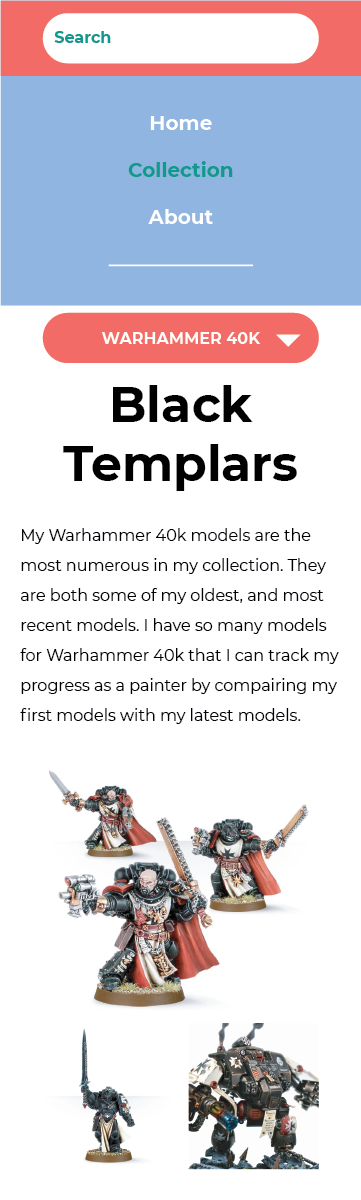 Search
Home
Collection
About
WARHAMMER 40K
Black
Templars
My Warhammer 40k models are the
most numerous in my collection. They
are both some of my oldest, and most
recent models. I have so many models
for Warhammer 40k that I can track my
progress as a painter by compairing my
first models with my latest models.